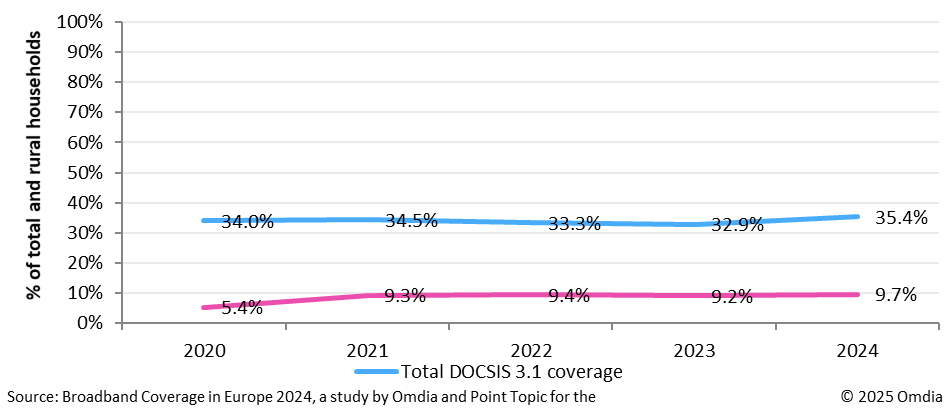 100%
90%
80%
70%
60%
50%
40%
30%
20%
10%
0%
% of total and rural households
34.0% 34.5% 33.3% 32.9% 35.4%
5.4% 9.3% 9.4% 9.2% 9.7%
2020 2021 2022 2023 2024
Total DOCSIS 3.1 coverage
Source: Broadband Coverage in Europe 2024, a study by Omdia and Point Topic for the © 2025 Omdia